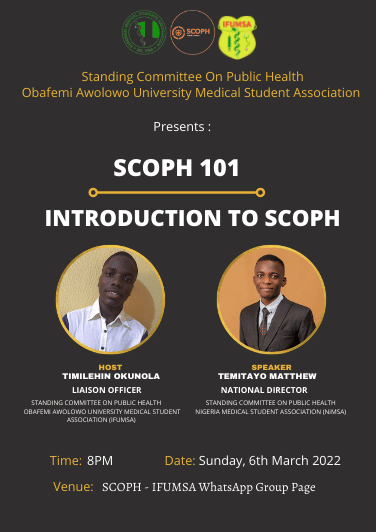 SCOPH
IFUMSA
Standing Committee On Public Health
Obafemi Awolowo University Medical Student Association
Presents :
SCOPH 101
INTRODUCTION TO SCOPH
HOST
TIMILEHIN OKUNOLA
LIAISON OFFICER
STANDING COMMITTEE ON PUBLIC HEALTH
OBAFEMI AWOLOWO UNIVERSITY MEDICAL STUDENT
ASSOCIATION (IFUMSA)
SPEAKER
TEMITAYO MATTHEW
NATIONAL DIRECTOR
STANDING COMMITTEE ON PUBLIC HEALTH
NIGERIA MEDICAL STUDENT ASSOCIATION (NiMSA)
Time: 8PM
Date: Sunday, 6th March 2022
Venue: SCOPH - IFUMSA WhatsApp Group Page